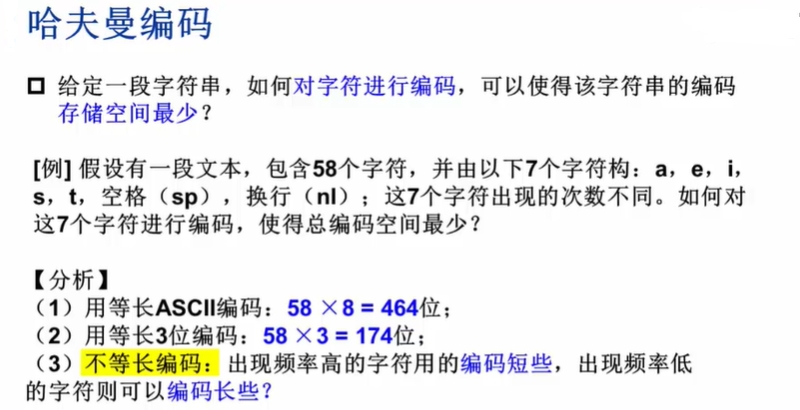 哈夫曼编码
给定一段字符串，如何对字符进行编码，可以使得该字符串的编码
存储空间最少？
[例] 假设有一段文本，包含58个字符，并由以下7个字符构：a，e，i，
s，t，空格（sp），换行（nl）；这7个字符出现的次数不同。如何对
这7个字符进行编码，使得总编码空间最少？
【分析】
（1）用等长ASCII编码：58 ×8 = 464位；
（2）用等长3位编码：58 ×3 = 174位；
（3）不等长编码：出现频率高的字符用的编码短些，出现频率低
的字符则可以编码长些？